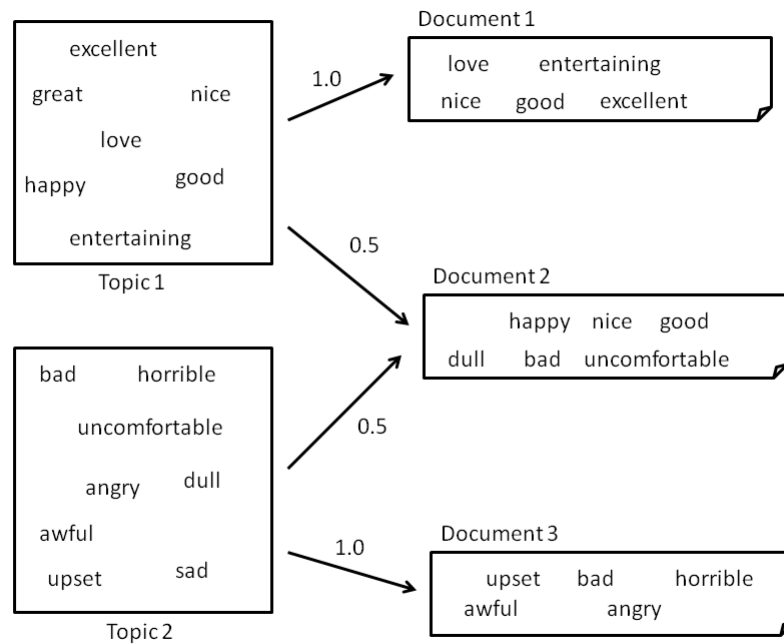 excellent
great nice
love
happy good
entertaining
Topic 1
bad horrible
uncomfortable
angry dull
awful
upset sad
Topic 2
1.0
0.5
0.5
1.0
Document 1
love entertaining
nice good excellent
Document 2
happy nice good
dull bad uncomfortable
Document 3
upset bad horrible
awful angry